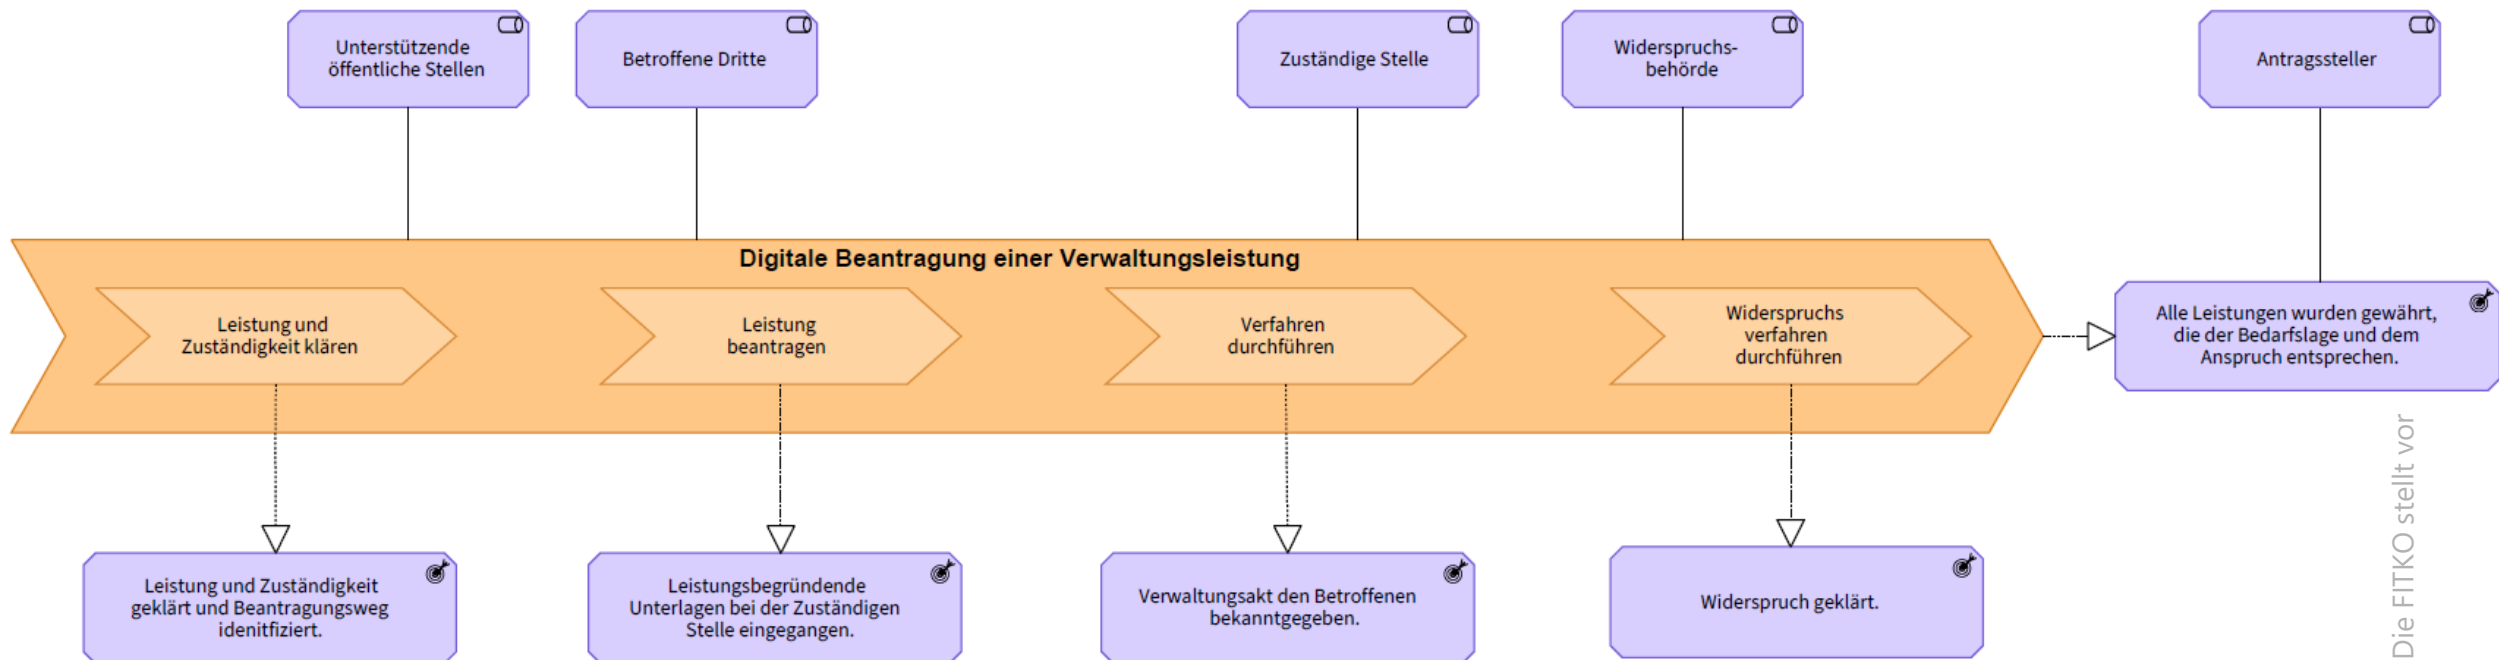 Unterstützende
öffentliche Stellen
Betroffene Dritte
Zuständige Stelle
Widerspruchs-
behörde
Antragssteller
Digitale Beantragung einer Verwaltungsleistung
Leistung und
Zuständigkeit klären
Leistung
beantragen
Verfahren
durchführen
Widerspruchs
verfahren
durchführen
Alle Leistungen wurden gewährt,
die der Bedarfslage und dem
Anspruch entsprechen.
Leistung und Zuständigkeit
geklärt und Beantragungsweg
idenitfiziert.
Leistungsbegründende
Unterlagen bei der Zuständigen
Stelle eingegangen.
Verwaltungsakt den Betroffenen
bekanntgegeben.
Widerspruch geklärt.
Die FITKO stellt vor